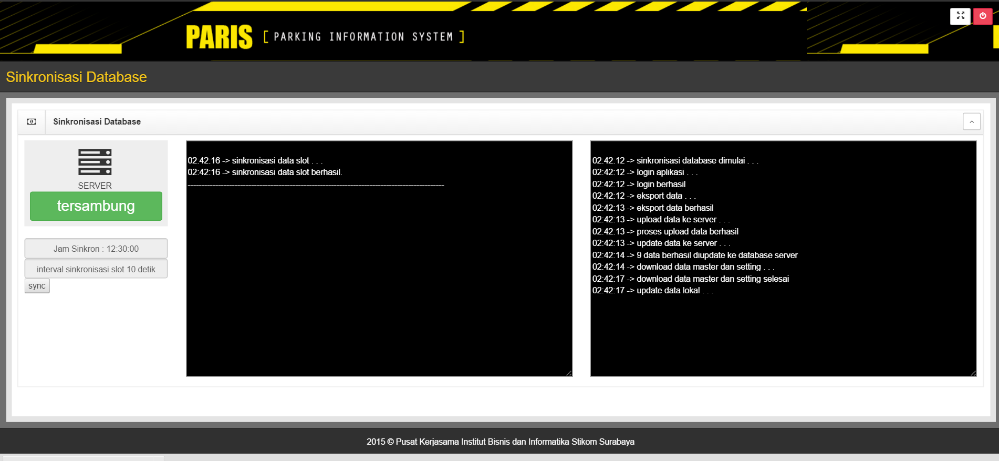 PARIS [ PARKING INFORMATION SYSTEM ]
Sinkronisasi Database
Sinkronisasi Database
SERVER
tersambung
Jam Sinkron : 12:30:00
interval sinkronisasi slot 10 detik
sync
02:42:16 -> sinkronisasi data slot . . .
02:42:16 -> sinkronisasi data slot berhasil.
--------------------------------------------------------------------------------------------
02:42:12 -> sinkronisasi database dimulai . . .
02:42:12 -> login aplikasi . . .
02:42:12 -> login berhasil
02:42:12 -> eksport data . . .
02:42:13 -> eksport data berhasil
02:42:13 -> upload data ke server . . .
02:42:13 -> proses upload data berhasil
02:42:13 -> update data ke server . . .
02:42:14 -> 9 data berhasil diupdate ke database server
02:42:14 -> download data master dan setting . . .
02:42:17 -> download data master dan setting selesai
02:42:17 -> update data lokal . . .
2015 © Pusat Kerjasama Institut Bisnis dan Informatika Stikom Surabaya